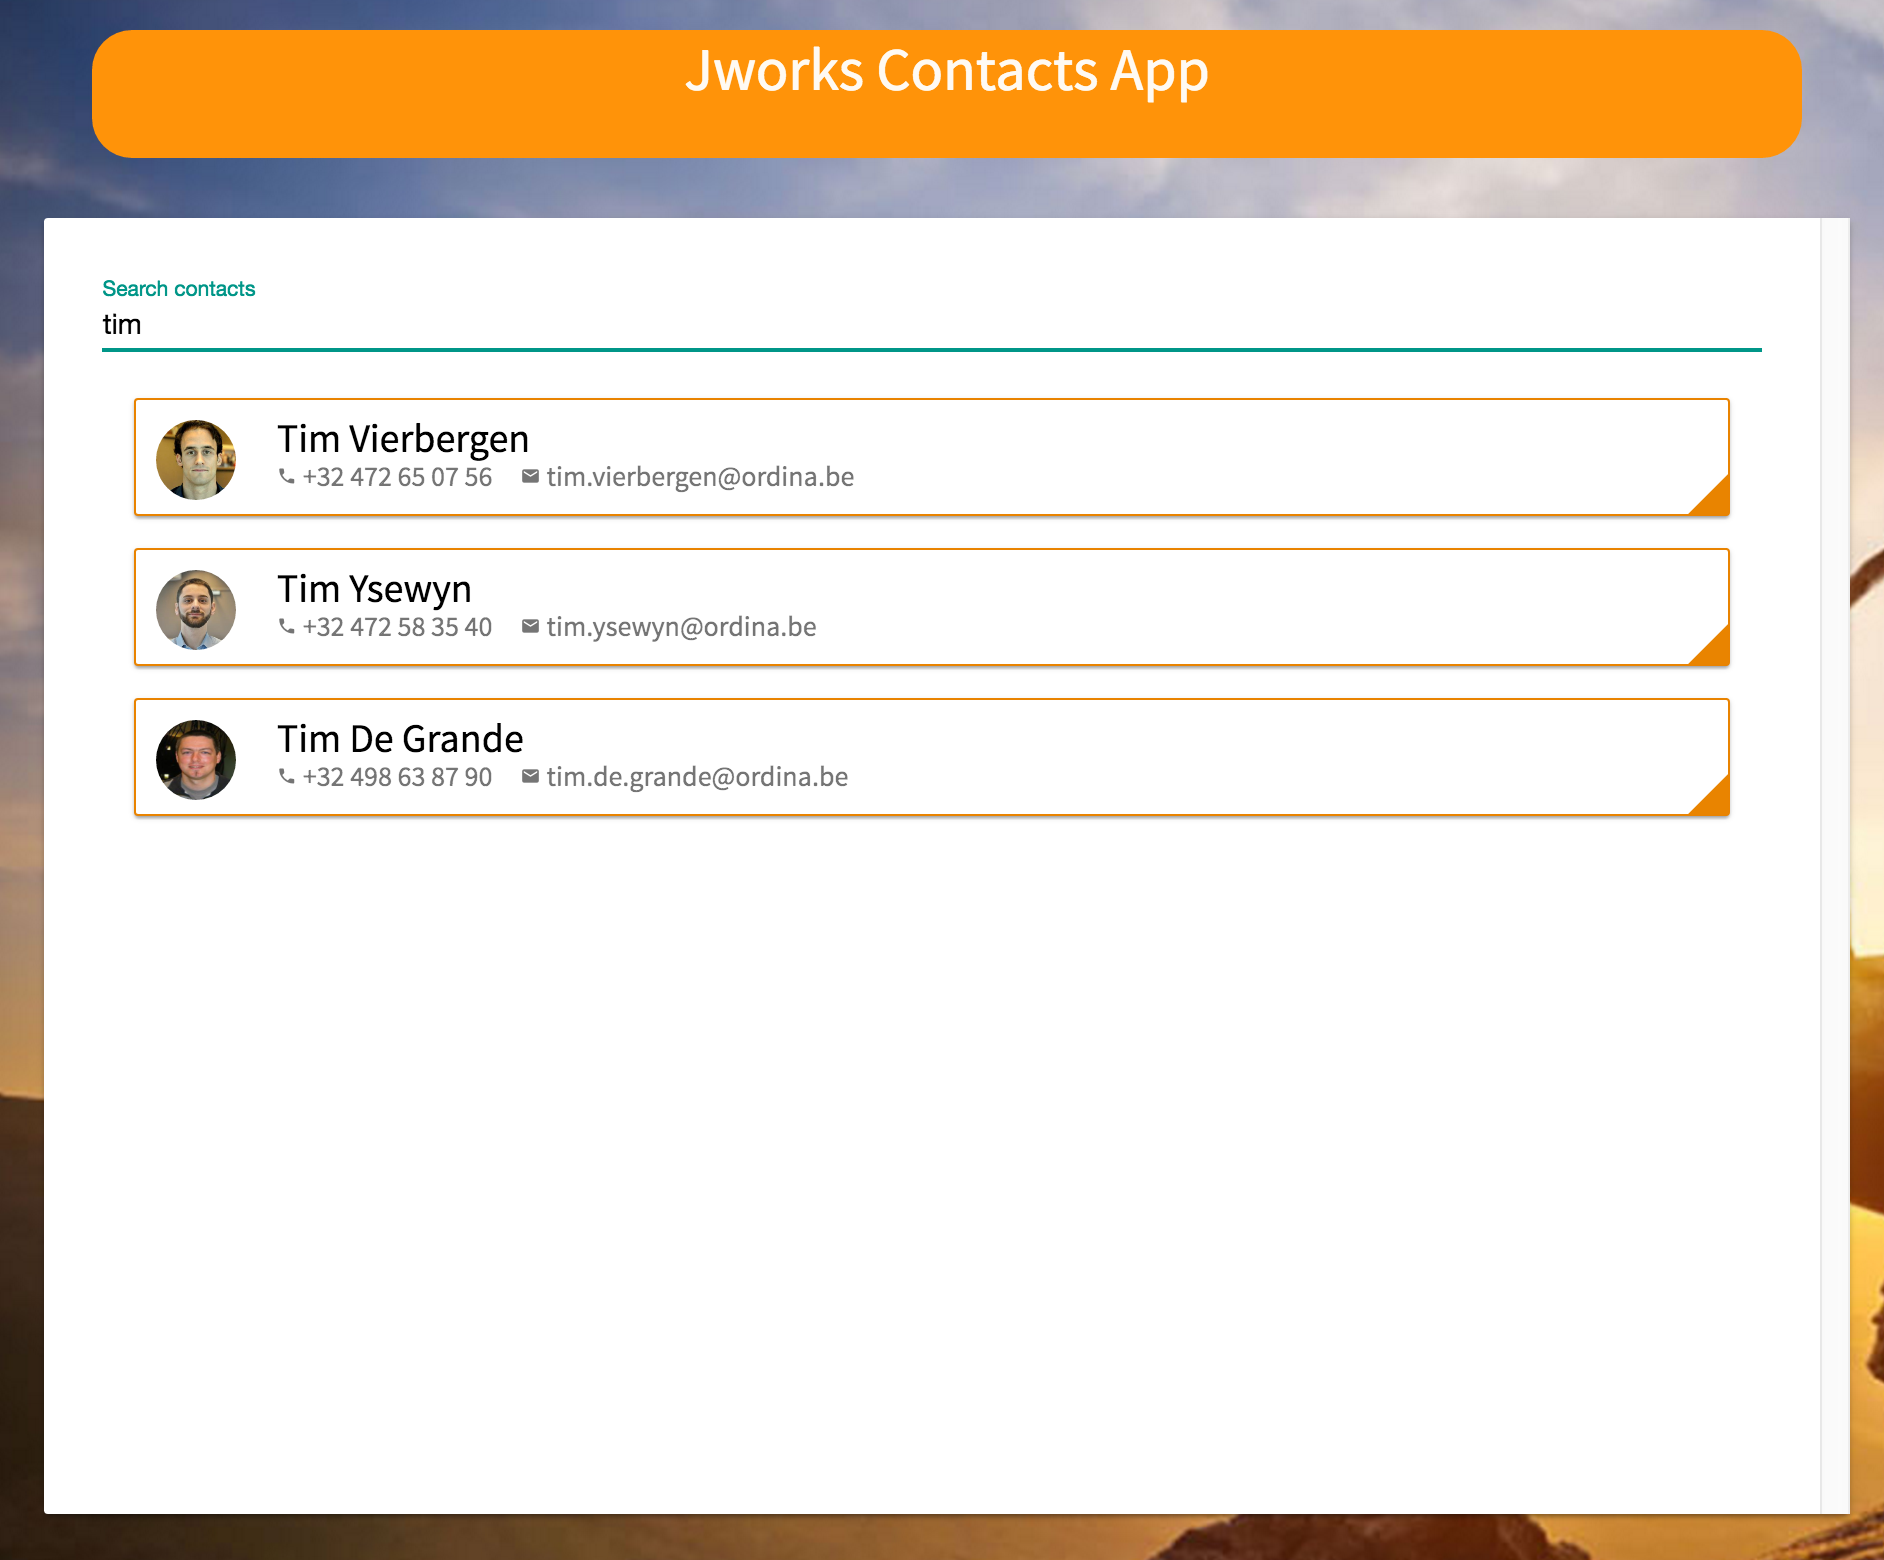 Jworks Contacts App
Search contacts
tim
Tim Vierbergen
+32 472 65 07 56 tim.vierbergen@ordina.be
Tim Ysewyn
+32 472 58 35 40 tim.ysewyn@ordina.be
Tim De Grande
+32 498 63 87 90 tim.de.grande@ordina.be